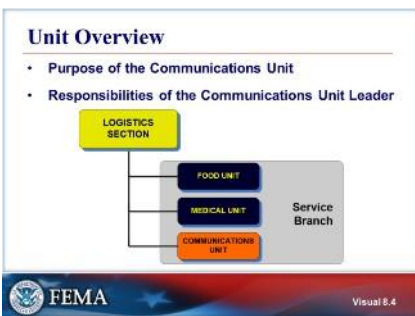 Unit Overview
• Purpose of the Communications Unit
• Responsibilities of the Communications Unit Leader
LOGISTICS
SECTION
FOOD UNIT
MEDICAL UNIT
COMMUNICATIONS
UNIT
Service
Branch
FEMA
Visual 8.4